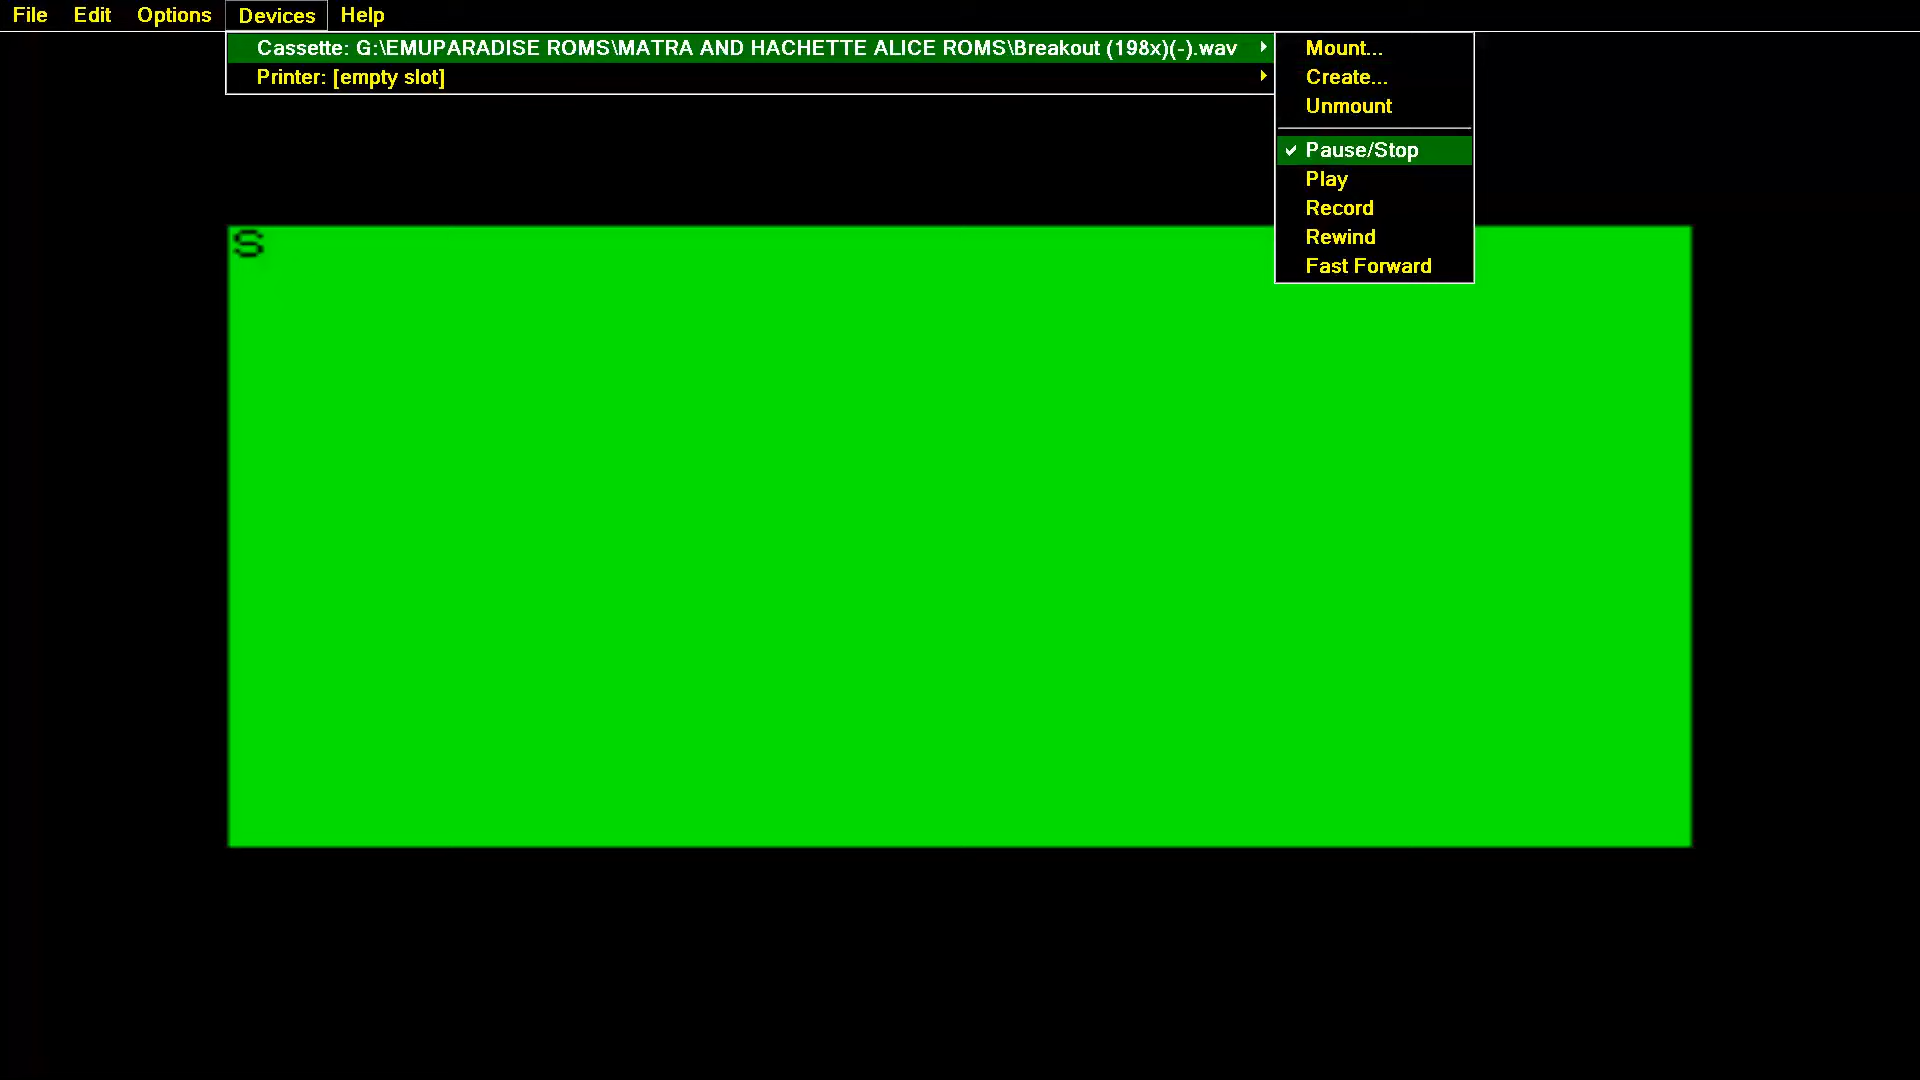 File Edit Options Devices Help
Cassette: G:\EMUPARADISE ROMS\MATRA AND HACHETTE ALICE ROMS\Breakout (198x)(-).wav
Printer: [empty slot]
Mount...
Create...
Unmount
Pause/Stop
Play
Record
Rewind
Fast Forward
S